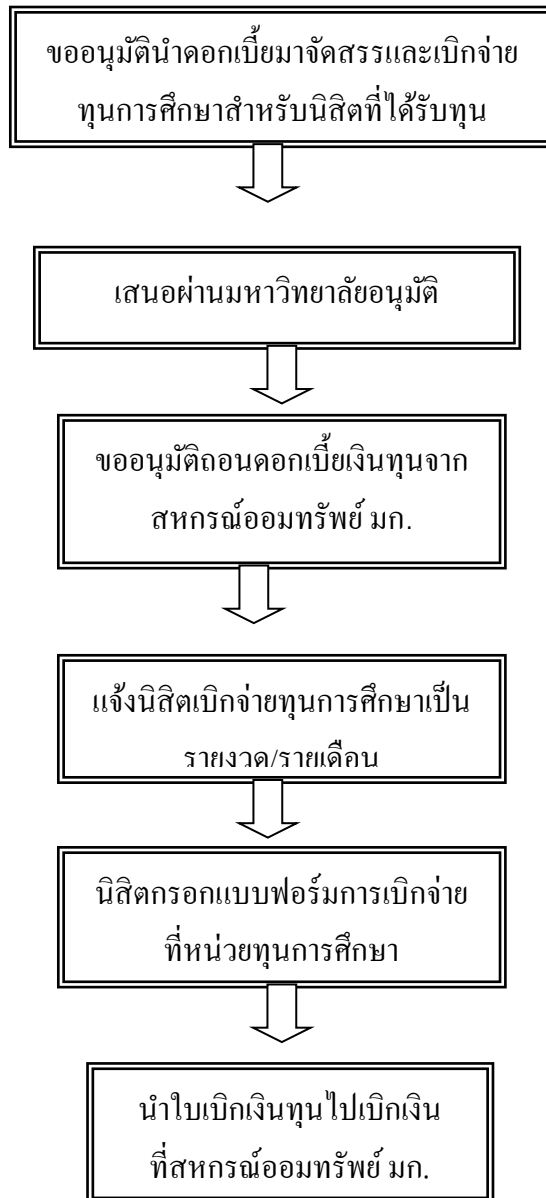 ขออนุมัตินำดอกเบี้ยมาจัดสรรและเบิกจ่าย
ทุนการศึกษาสำหรับนิสิตที่ได้รับทุน
เสนอผ่านมหาวิทยาลัยอนุมัติ
ขออนุมัติถอนดอกเบี้ยเงินทุนจาก
สหกรณ์ออมทรัพย์ มก.
แจ้งนิสิตเบิกจ่ายทุนการศึกษาเป็น
รายงวด/รายเดือน
นิสิตกรอกแบบฟอร์มการเบิกจ่าย
ที่หน่วยทุนการศึกษา
นำใบเบิกเงินทุนไปเบิกเงิน
ที่สหกรณ์ออมทรัพย์ มก.